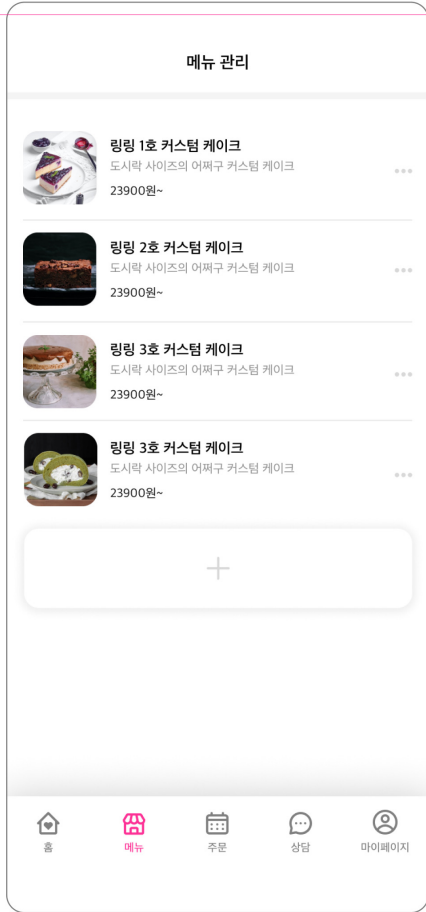 메뉴 관리
링링 1호 커스텀 케이크
도시락 사이즈의 어쩌구 커스텀 케이크
23900원~
링링 2호 커스텀 케이크
도시락 사이즈의 어쩌구 커스텀 케이크
23900원~
링링 3호 커스텀 케이크
도시락 사이즈의 어쩌구 커스텀 케이크
23900원~
링링 3호 커스텀 케이크
도시락 사이즈의 어쩌구 커스텀 케이크
23900원~
홈 메뉴 주문 상담 마이페이지